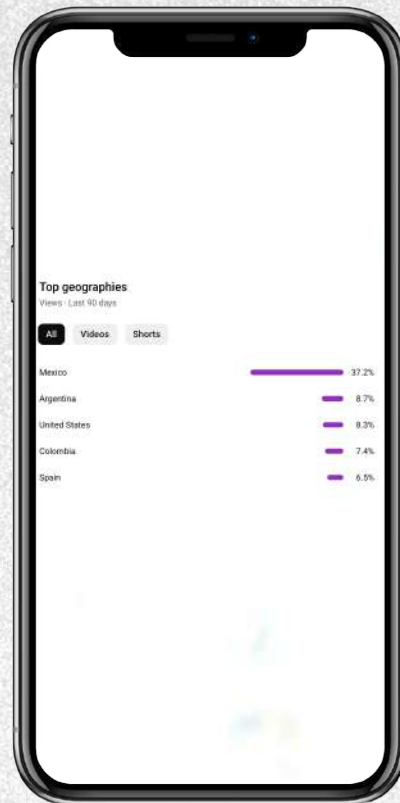 Top geographies
Views · Last 90 days
All Videos Shorts
Mexico 37.2%
Argentina 8.7%
United States 8.3%
Colombia 7.4%
Spain 6.5%